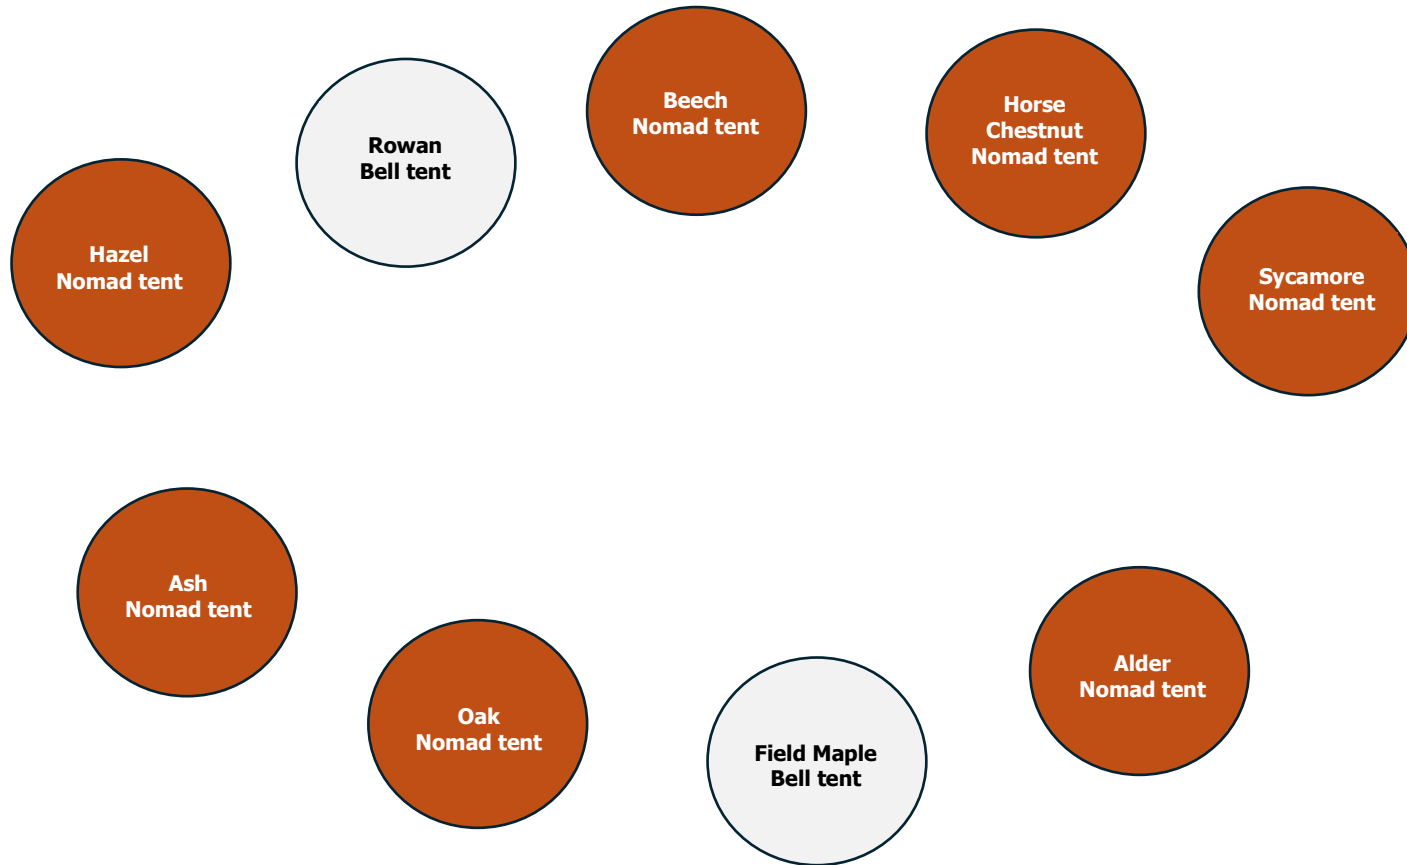 Beech
Nomad tent
Horse
Chestnut
Nomad tent
Rowan
Bell tent
Hazel
Nomad tent
Sycamore
Nomad tent
Ash
Nomad tent
Alder
Nomad tent
Oak
Nomad tent
Field Maple
Bell tent